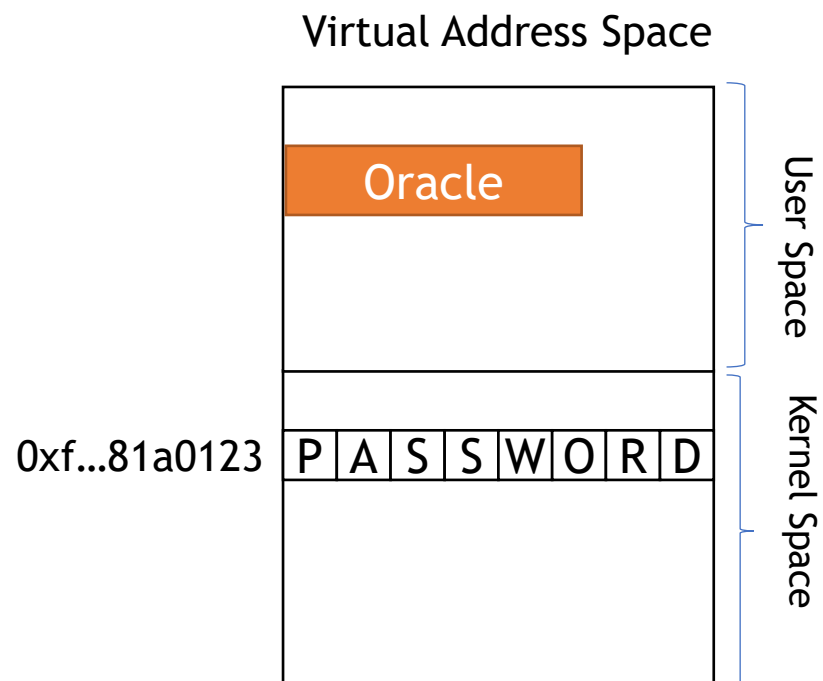 Virtual Address Space
Oracle
User Space
0xf…81a0123
P A S S W O R D
Kernel Space